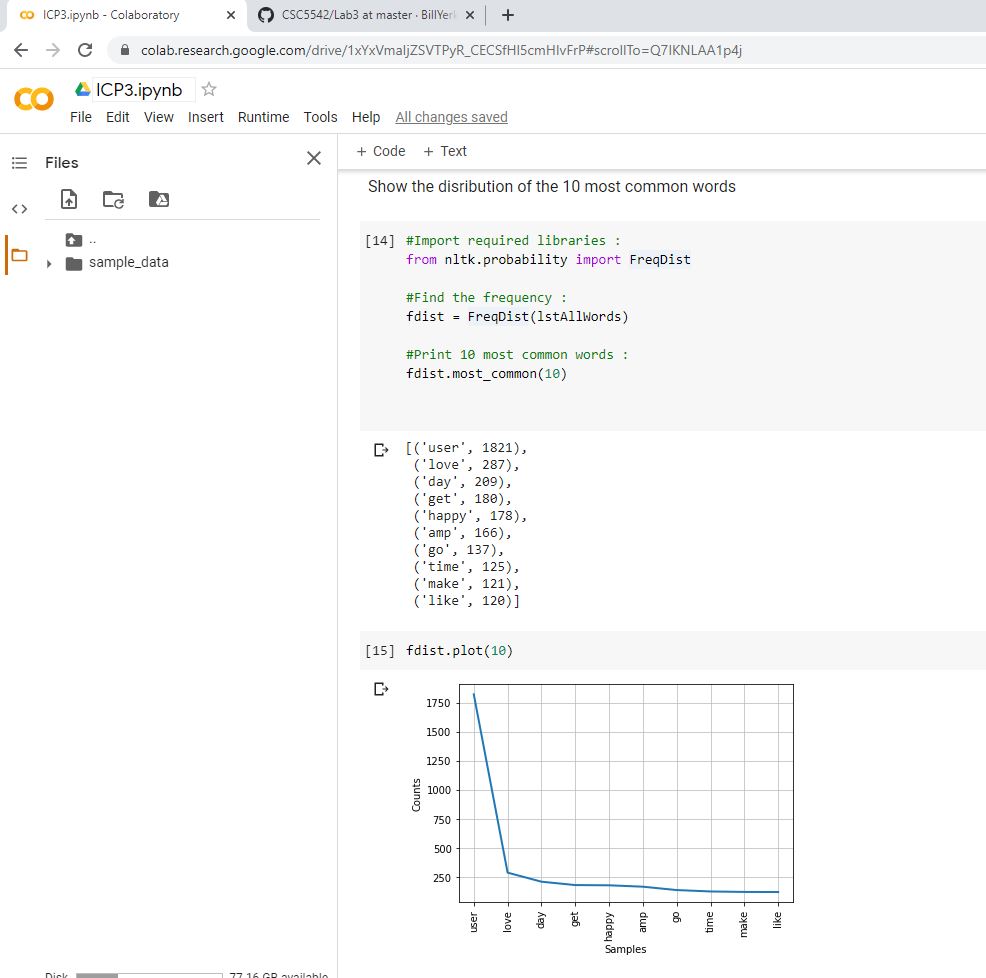 ICP3.ipynb - Colaboratory
CSC5542/Lab3 at master · BillYerk
colab.research.google.com/drive/1xYxVmaljZSVTPyR_CECSfHI5cmHIvFrP#scrollTo=Q7IKNLAA1p4j
ICP3.ipynb
File Edit View Insert Runtime Tools Help All changes saved
Files
+ Code + Text
..
sample_data
Show the disribution of the 10 most common words
[14] #Import required libraries :
from nltk.probability import FreqDist
#Find the frequency :
fdist = FreqDist(lstAllWords)
#Print 10 most common words :
fdist.most_common(10)
[('user', 1821),
('love', 287),
('day', 209),
('get', 180),
('happy', 178),
('amp', 166),
('go', 137),
('time', 125),
('make', 121),
('like', 120)]
[15] fdist.plot(10)
1750
1500
1250
1000
750
500
250
Counts
user love day get happy amp go time make like
Samples
Disk 77.16 GB available